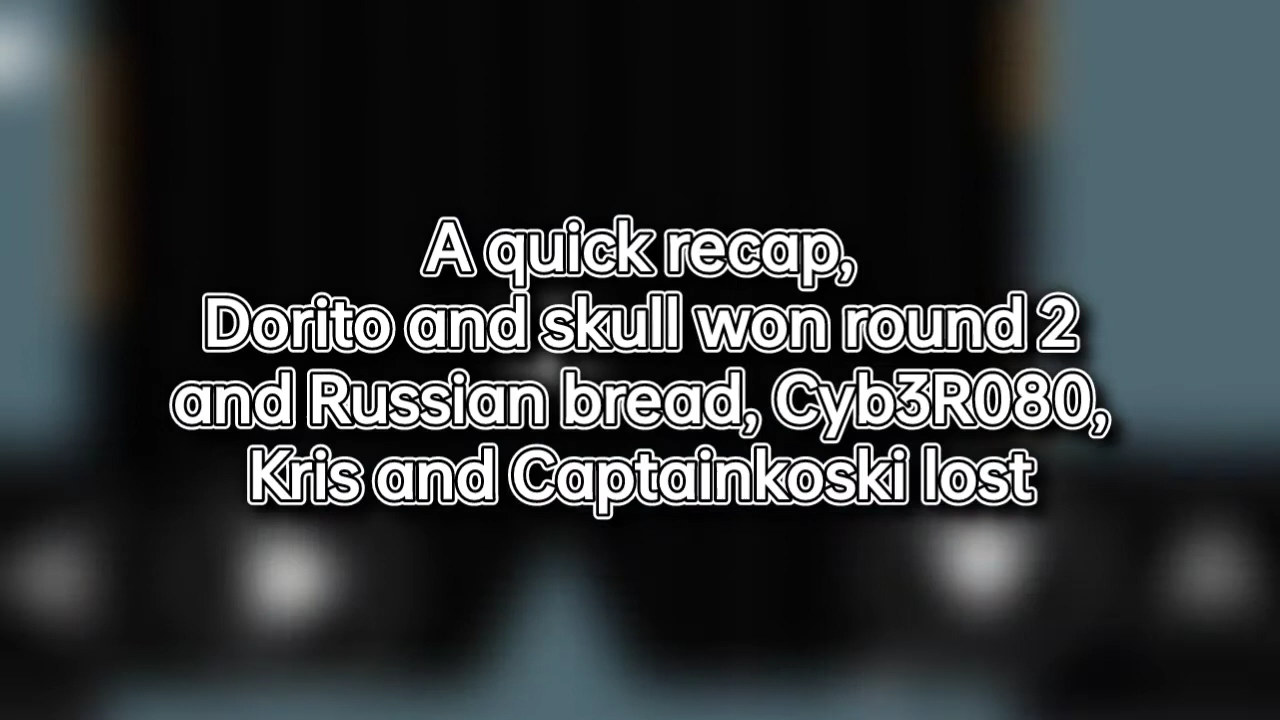 A quick recap,
Dorito and skull won round 2
and Russian bread, Cyb3R080,
Kris and Captainkoski lost